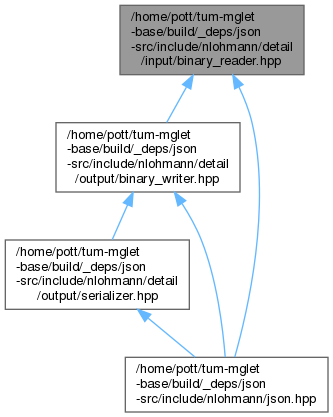 /home/pott/tum-mglet
-base/build/_deps/json
-src/include/nlohmann/detail
/input/binary_reader.hpp
/home/pott/tum-mglet
-base/build/_deps/json
-src/include/nlohmann/detail
/output/binary_writer.hpp
/home/pott/tum-mglet
-base/build/_deps/json
-src/include/nlohmann/detail
/output/serializer.hpp
/home/pott/tum-mglet
-base/build/_deps/json
-src/include/nlohmann/json.hpp